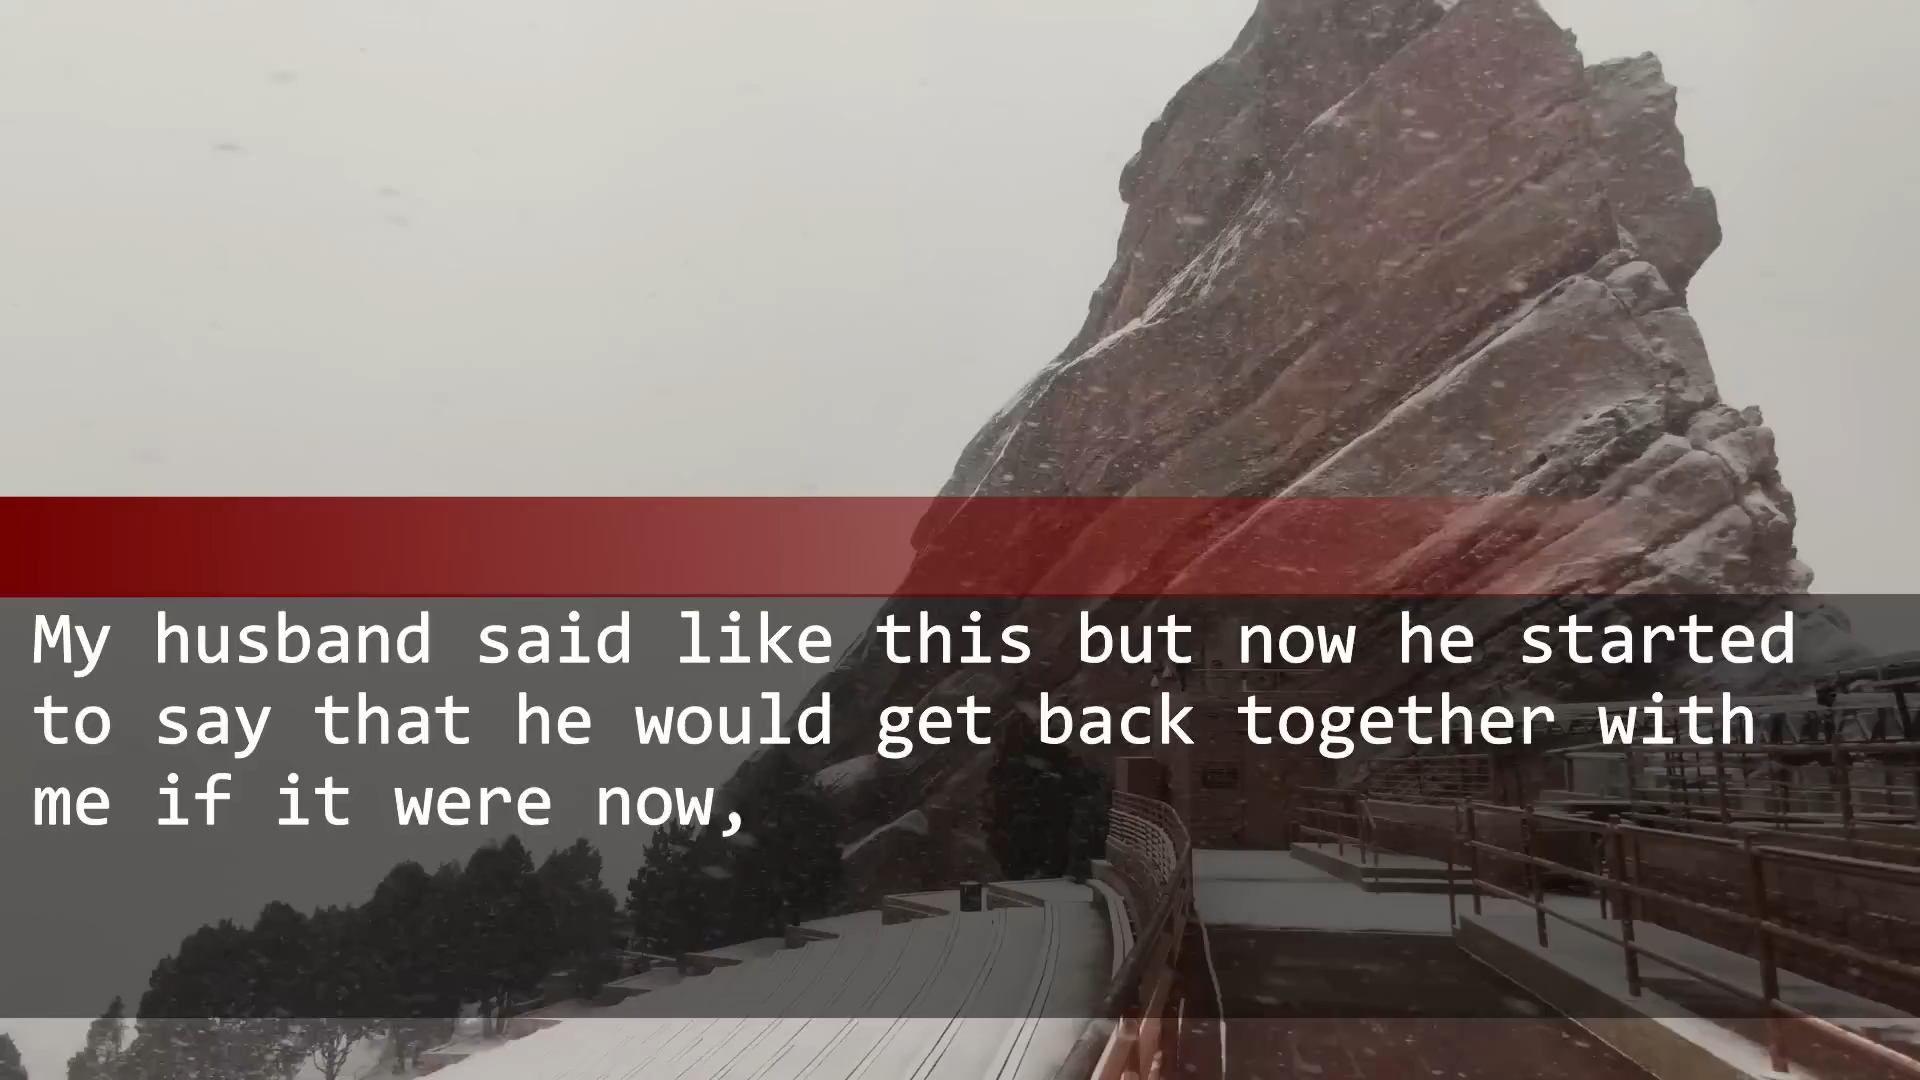 My husband said like this but now he started
to say that he would get back together with
me if it were now,